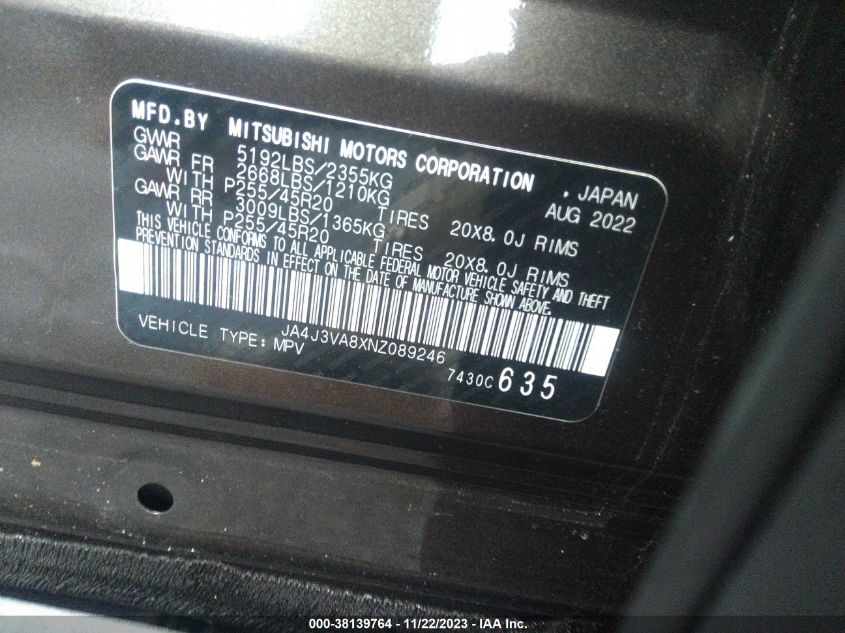 MFD.BY MITSUBISHI MOTORS CORPORATION , JAPAN
GVWR 5192LBS/2355KG AUG 2022
GAWR FR 2668LBS/1210KG
WITH P255/45R20 TIRES 20X8.0J RIMS
GAWR RR 3009LBS/1365KG
WITH P255/45R20 TIRES 20X8.0J RIMS
THIS VEHICLE CONFORMS TO ALL APPLICABLE FEDERAL MOTOR VEHICLE SAFETY AND THEFT
PREVENTION STANDARDS IN EFFECT ON THE DATE OF MANUFACTURE SHOWN ABOVE.
JA4J3VA8XNZ089246
VEHICLE TYPE: MPV 7430C 635
000-38139764 — 11/22/2023 — IAA Inc.